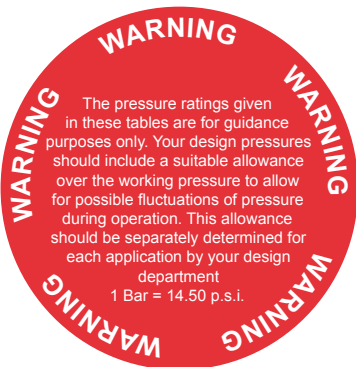 WARNING
WARNING
WARNING
WARNING
WARNING
The pressure ratings given
in these tables are for guidance
purposes only. Your design pressures
should include a suitable allowance
over the working pressure to allow
for possible fluctuations of pressure
during operation. This allowance
should be separately determined for
each application by your design
department
1 Bar = 14.50 p.s.i.